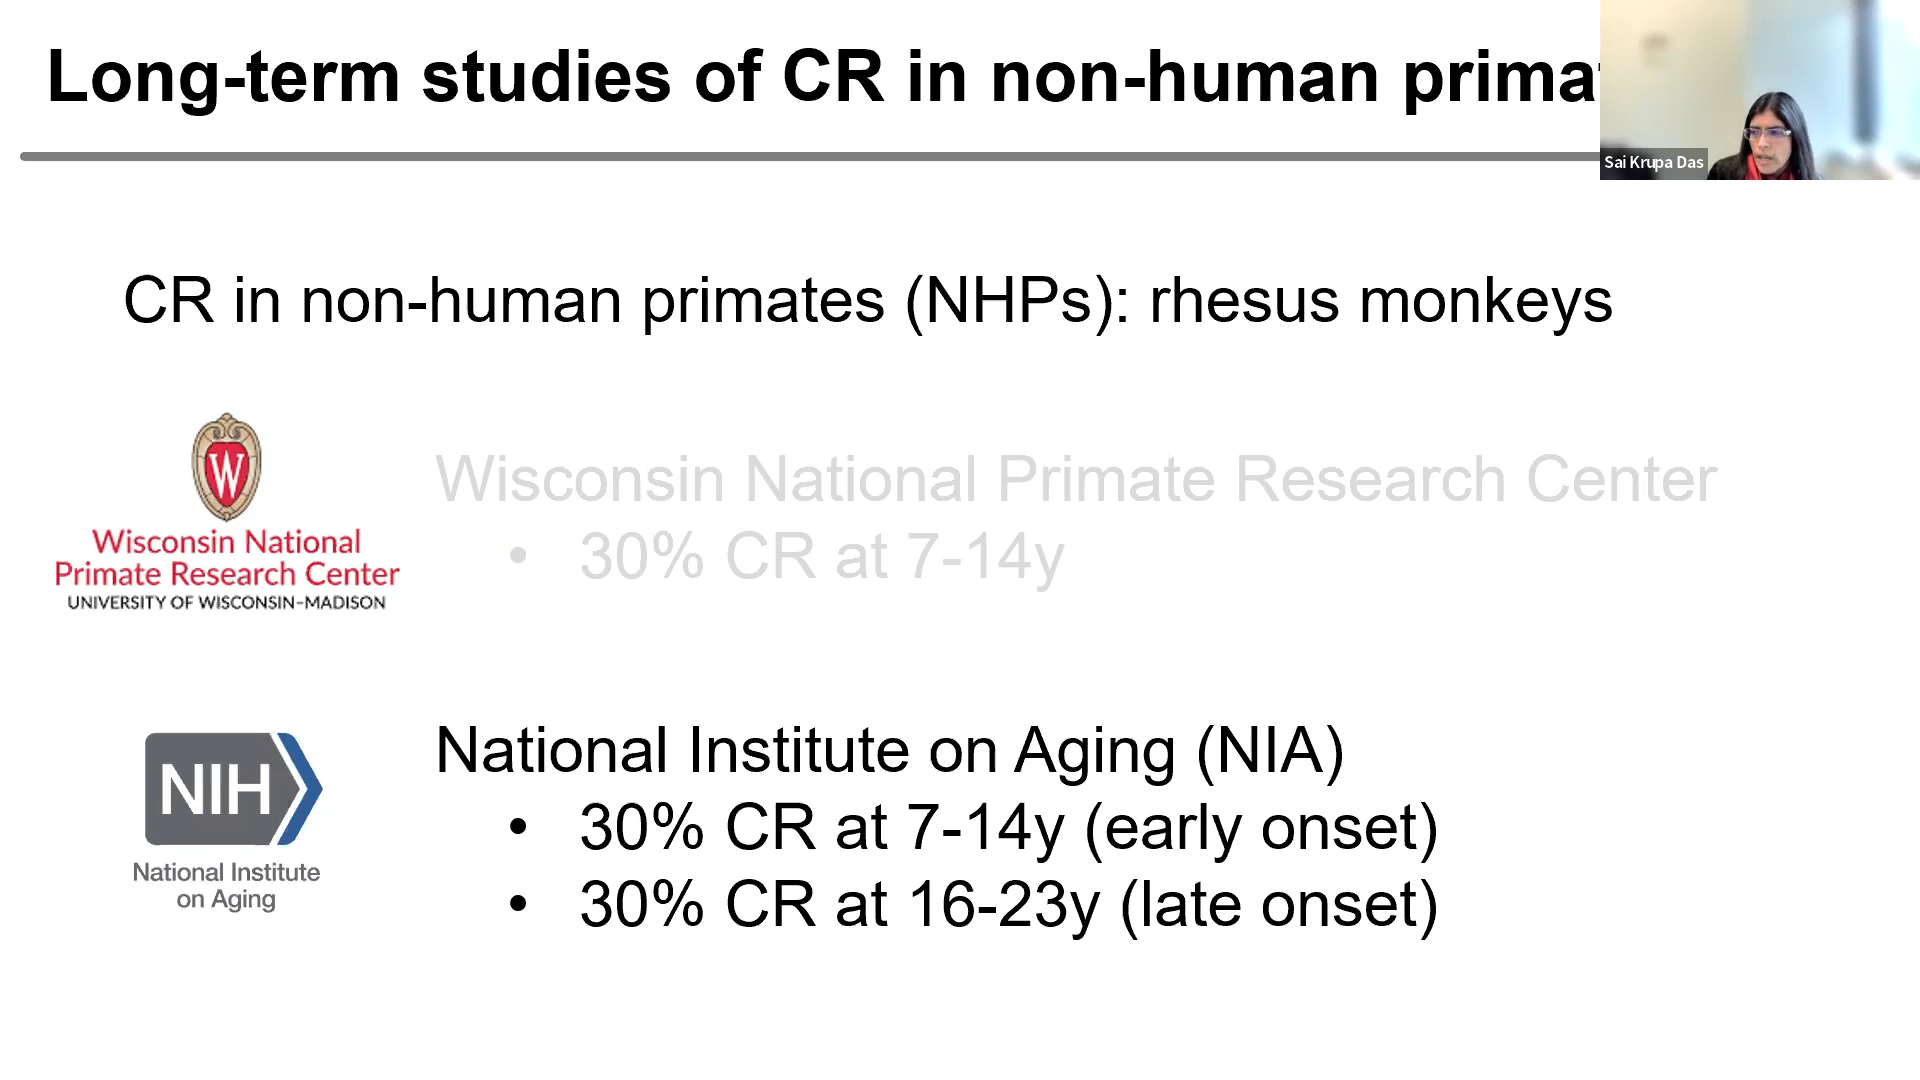 Long-term studies of CR in non-human prima
Sai Krupa Das
CR in non-human primates (NHPs): rhesus monkeys
W
Wisconsin National
Primate Research Center
UNIVERSITY OF WISCONSIN-MADISON
Wisconsin National Primate Research Center
• 30% CR at 7-14y
NIH
National Institute
on Aging
National Institute on Aging (NIA)
• 30% CR at 7-14y (early onset)
• 30% CR at 16-23y (late onset)